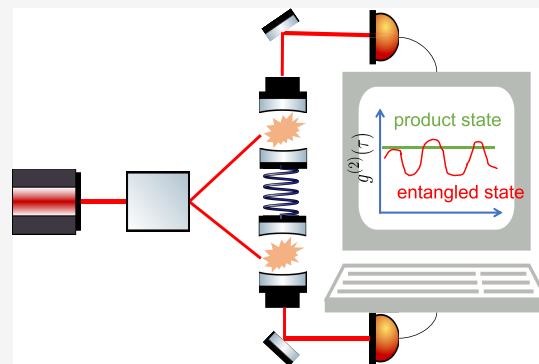 product state
g^{(2)}(τ)
entangled state